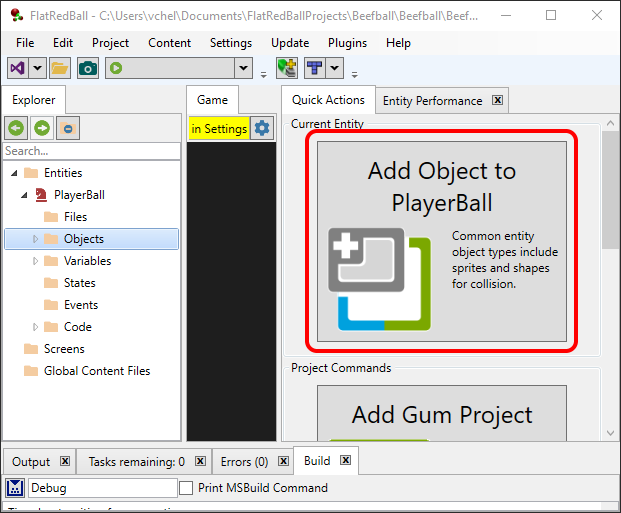 FlatRedBall - C:\Users\vchel\Documents\FlatRedBallProjects\Beefball\Beefball\Beef...
File Edit Project Content Settings Update Plugins Help
Explorer
Game
Quick Actions
Entity Performance
in Settings
Current Entity
Search...
Entities
PlayerBall
Files
Objects
Variables
States
Events
Code
Screens
Global Content Files
Add Object to
PlayerBall
Common entity
object types include
sprites and shapes
for collision.
Project Commands
Add Gum Project
Output
Tasks remaining: 0
Errors (0)
Build
Debug
Print MSBuild Command